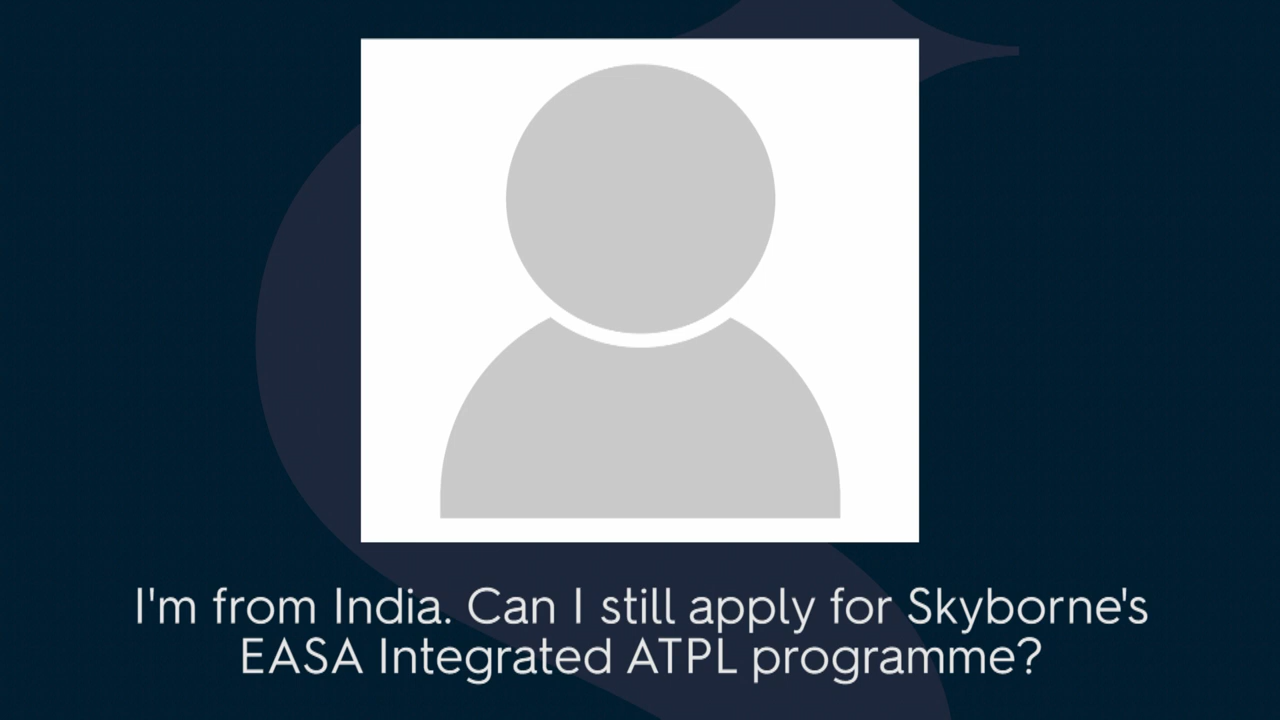 I'm from India. Can I still apply for Skyborne's
EASA Integrated ATPL programme?